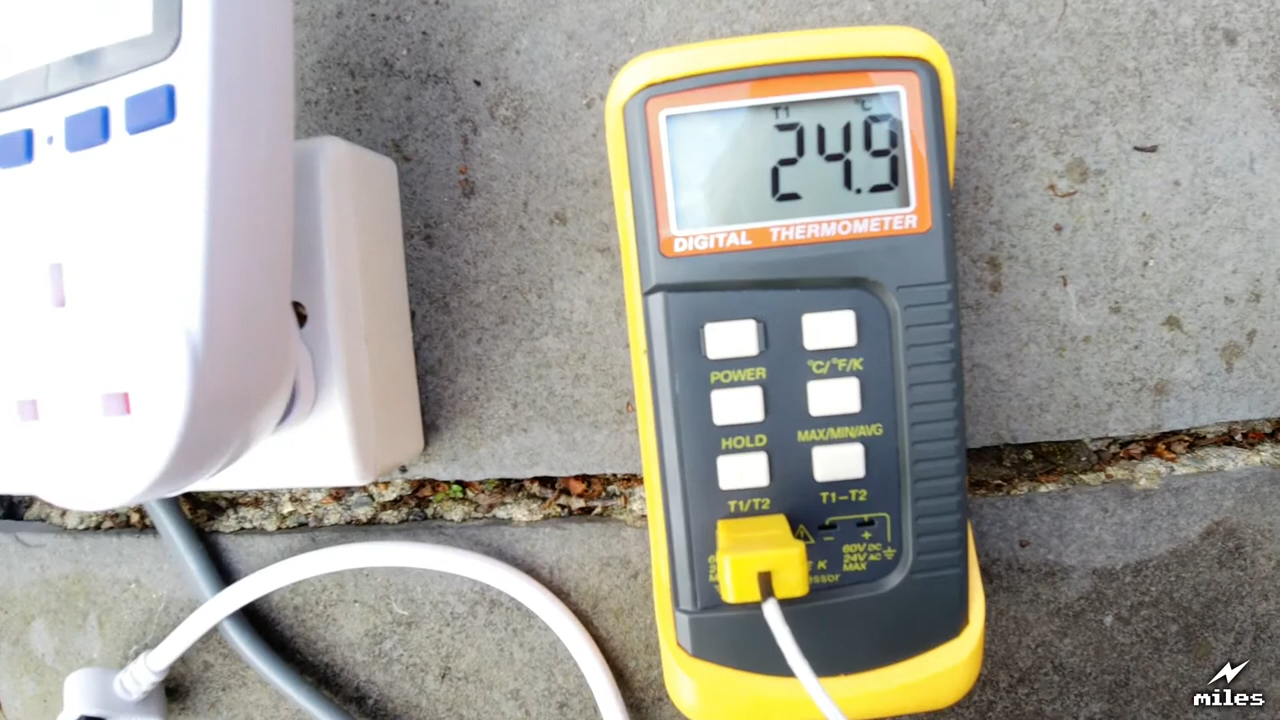 T1 °C
24.9
DIGITAL THERMOMETER
POWER °C/°F/K
HOLD MAX/MIN/AVG
T1/T2 T1-T2
- +
60V DC
24V AC
MAX
K
miles